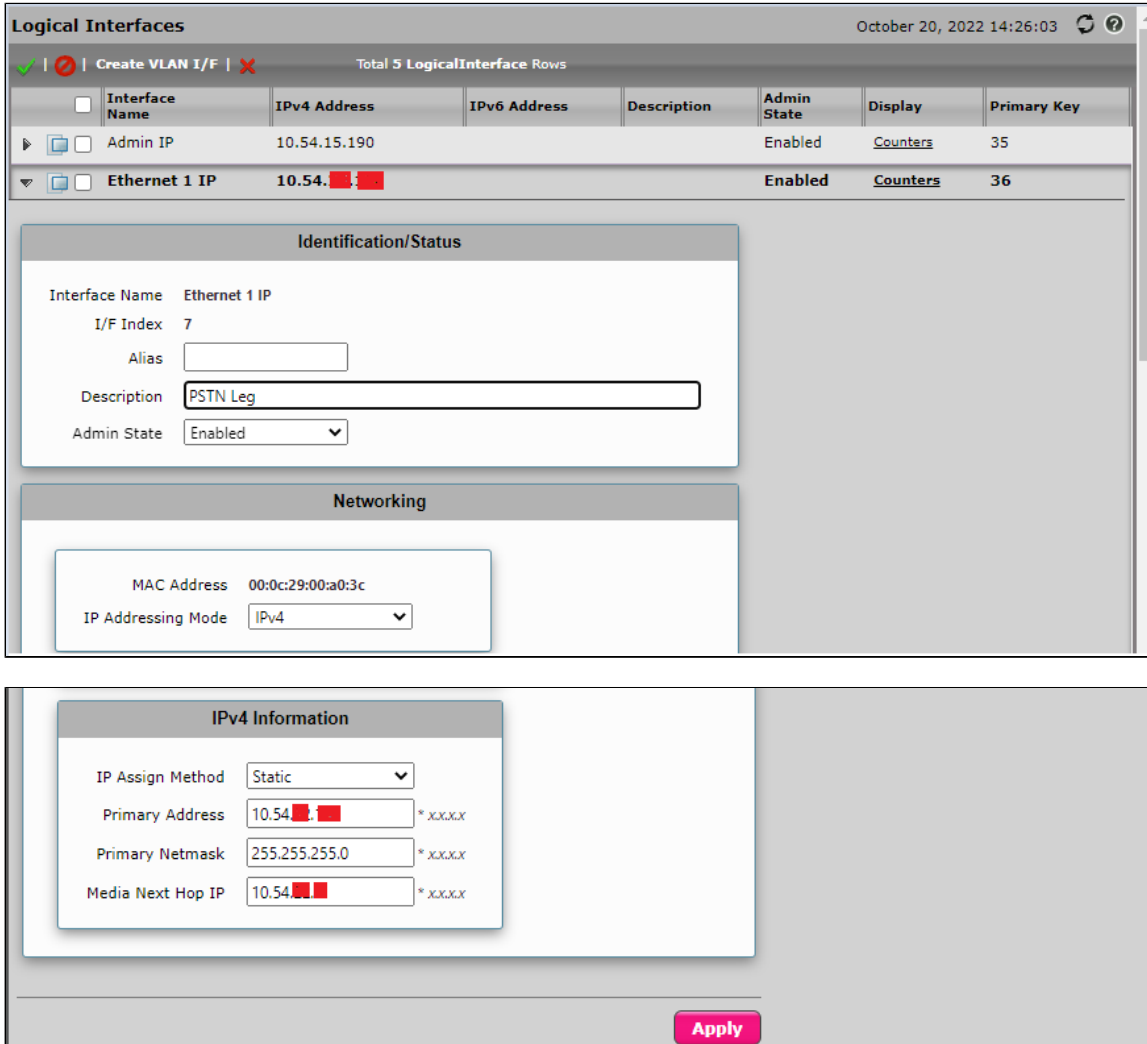 Logical Interfaces October 20, 2022 14:26:03
| | Create VLAN I/F | Total 5 LogicalInterface Rows
Interface Name IPv4 Address IPv6 Address Description Admin State Display Primary Key
Admin IP 10.54.15.190 Enabled Counters 35
Ethernet 1 IP 10.54. Enabled Counters 36
Identification/Status
Interface Name Ethernet 1 IP
I/F Index 7
Alias
Description PSTN Leg
Admin State Enabled
Networking
MAC Address 00:0c:29:00:a0:3c
IP Addressing Mode IPv4
IPv4 Information
IP Assign Method Static
Primary Address 10.54. * x.x.x.x
Primary Netmask 255.255.255.0 * x.x.x.x
Media Next Hop IP 10.54. * x.x.x.x
Apply